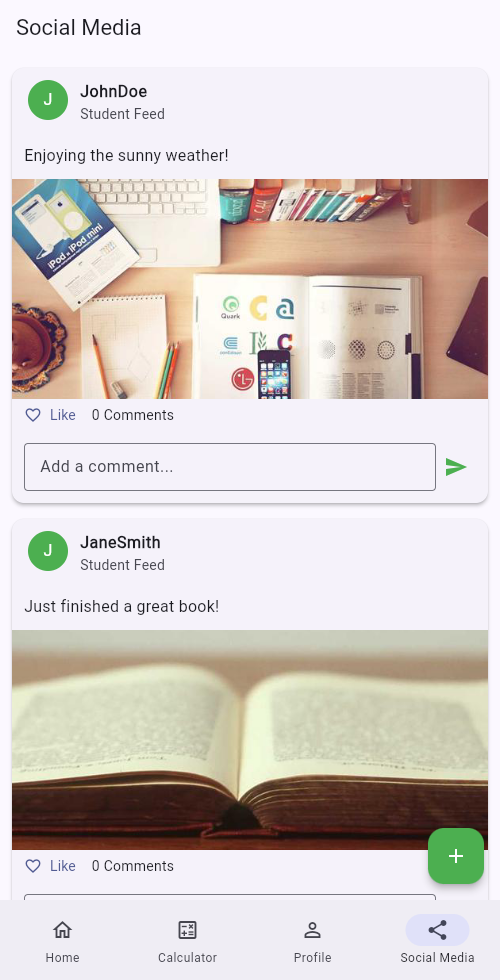 Social Media
J
JohnDoe
Student Feed
Enjoying the sunny weather!
iPod & iPod mini
Quark
LG
Like
0 Comments
Add a comment...
J
JaneSmith
Student Feed
Just finished a great book!
Like
0 Comments
+
Home
Calculator
Profile
Social Media